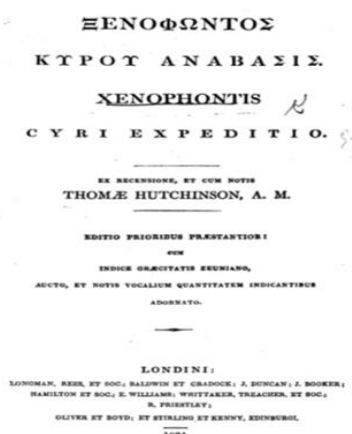 ΞΕΝΟΦΩΝΤΟΣ
ΚΥΡΟΥ ΑΝΑΒΑΣΙΣ.
XENOPHONTIS
CYRI EXPEDITIO.
EX RECENSIONE, ET CUM NOTIS
THOMÆ HUTCHINSON, A. M.
EDITIO PRIORIBUS PRÆSTANTIOR:
CUM
INDICE GRÆCITATIS ZEUNIANO,
AUCTO, ET NOTIS VOCALIUM QUANTITATEM INDICANTIBUS
ADORNATO.
LONDINI:
LONGMAN, REES, ET SOC.; BALDWIN ET CRADOCK; J. DUNCAN; J. BOOKER;
HAMILTON ET SOC.; E. WILLIAMS; WHITTAKER, TREACHER, ET SOC.;
R. PRIESTLEY;
OLIVER ET BOYD; ET STIRLING ET KENNY, EDINBURGI.